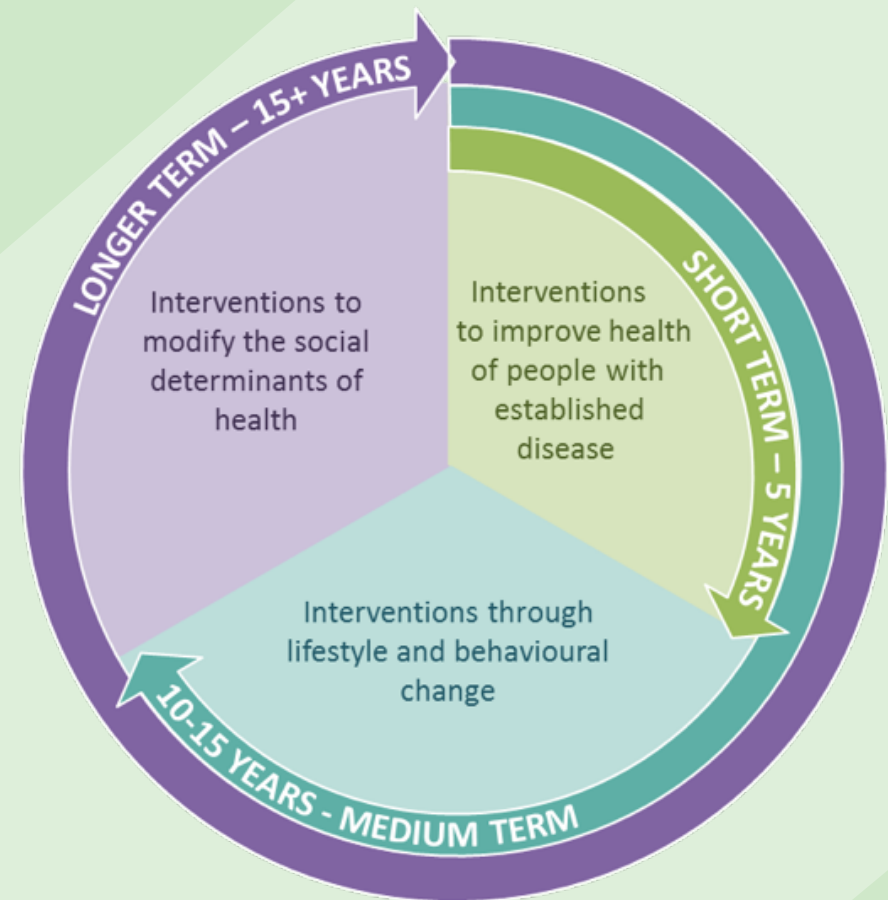 LONGER TERM – 15+ YEARS
Interventions to
modify the social
determinants of
health
Interventions
to improve health
of people with
established
disease
SHORT TERM – 5 YEARS
Interventions through
lifestyle and behavioural
change
10-15 YEARS - MEDIUM TERM